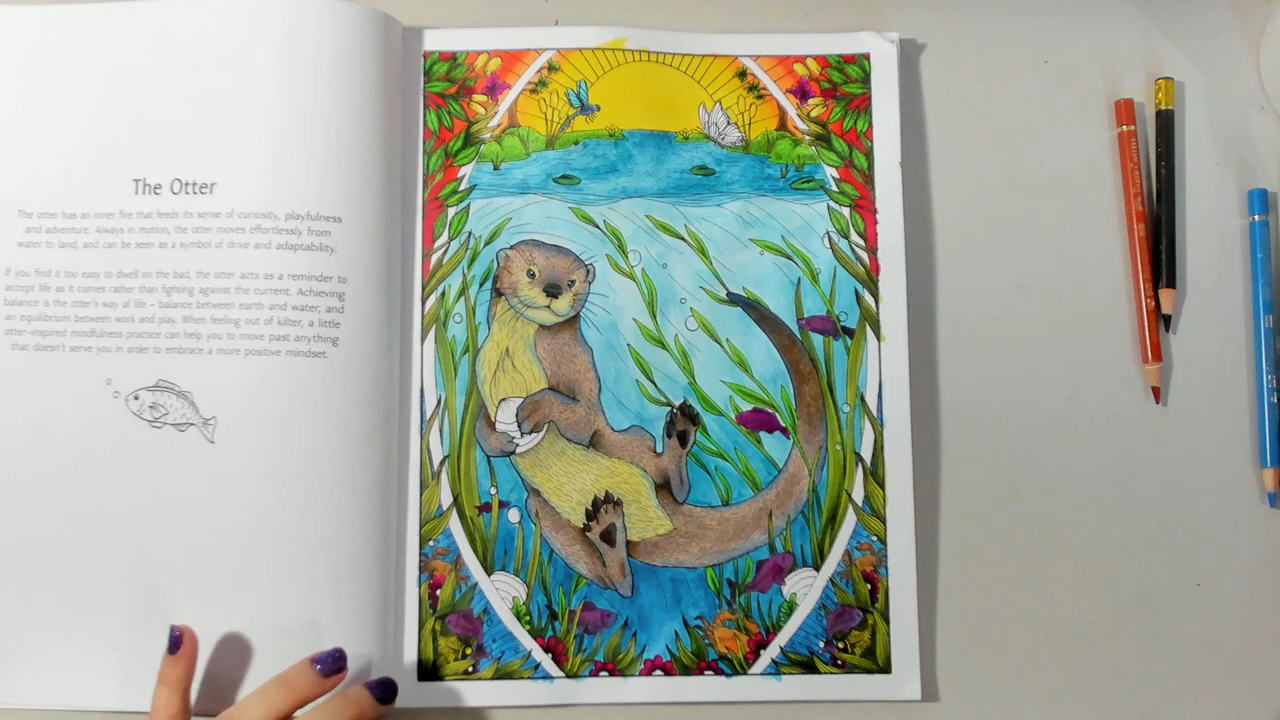 The Otter
The otter has an inner fire that feeds its sense of curiosity, playfulness
and adventure. Always in motion, the otter moves effortlessly from
water to land, and can be seen as a symbol of drive and adaptability.
If you find it too easy to dwell on the bad, the otter acts as a reminder to
accept life as it comes rather than fighting against the current. Achieving
balance is the otter's way of life – balance between earth and water, and
an equilibrium between work and play. When feeling out of kilter, a little
otter-inspired mindfulness practice can help you to move past anything
that doesn't serve you in order to embrace a more positive mindset.